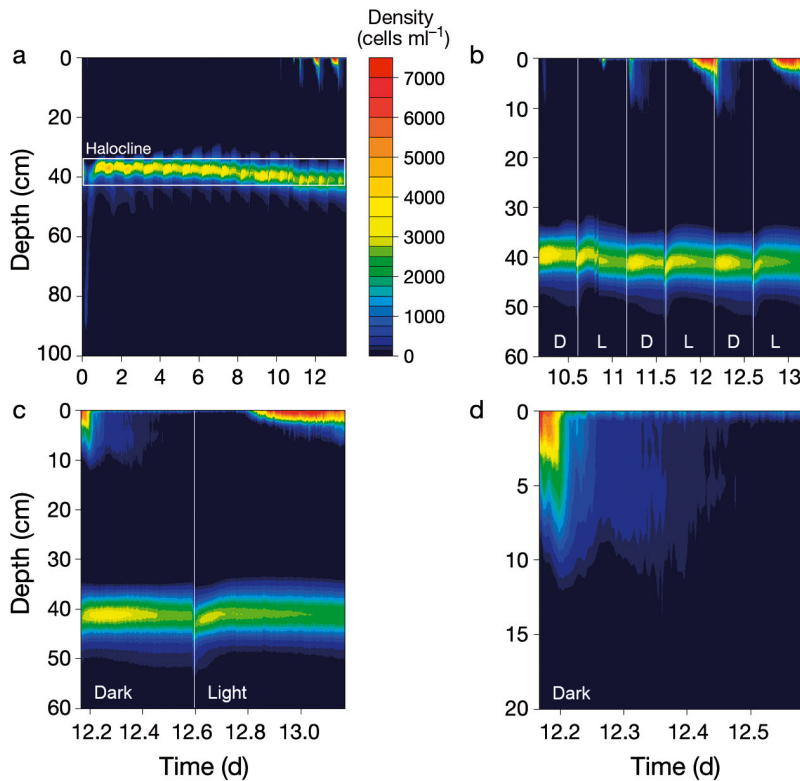 a
Density
(cells ml⁻¹)
b
0
20
40
60
80
100
Depth (cm)
Halocline
0 2 4 6 8 10 12
7000
6000
5000
4000
3000
2000
1000
0
0
10
20
30
40
50
60
D L D L D L
10.5 11 11.5 12 12.5 13
c
0
10
20
30
40
50
60
Depth (cm)
Dark Light
12.2 12.4 12.6 12.8 13.0
Time (d)
d
0
5
10
15
20
Dark
12.2 12.3 12.4 12.5
Time (d)